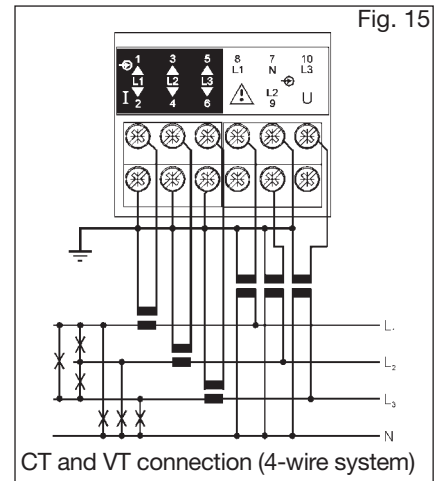 Fig. 15
1 3 5 8 7 10
L1 N L3
L1 L2 L3
I 2 4 6 L2 9 U
L.
L2
L3
N
CT and VT connection (4-wire system)